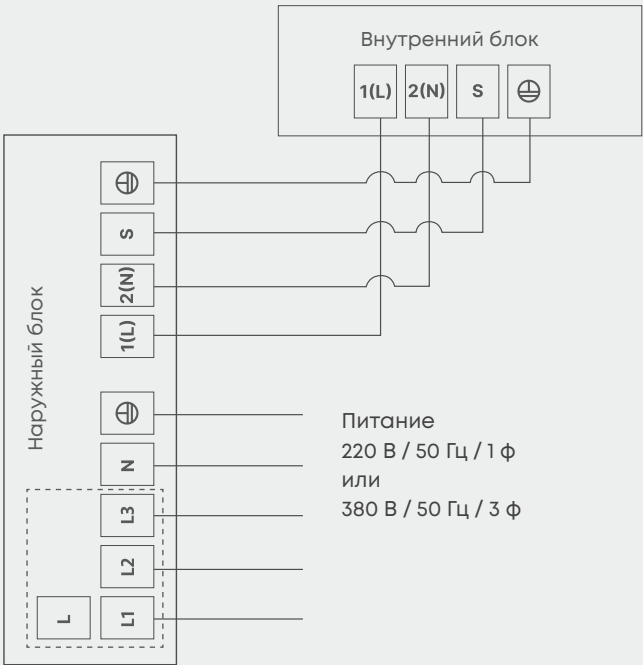 Внутренний блок
1(L) 2(N) S
Наружный блок
S
2(N)
1(L)
N
L3
L2
L L1
Питание
220 В / 50 Гц / 1 ф
или
380 В / 50 Гц / 3 ф